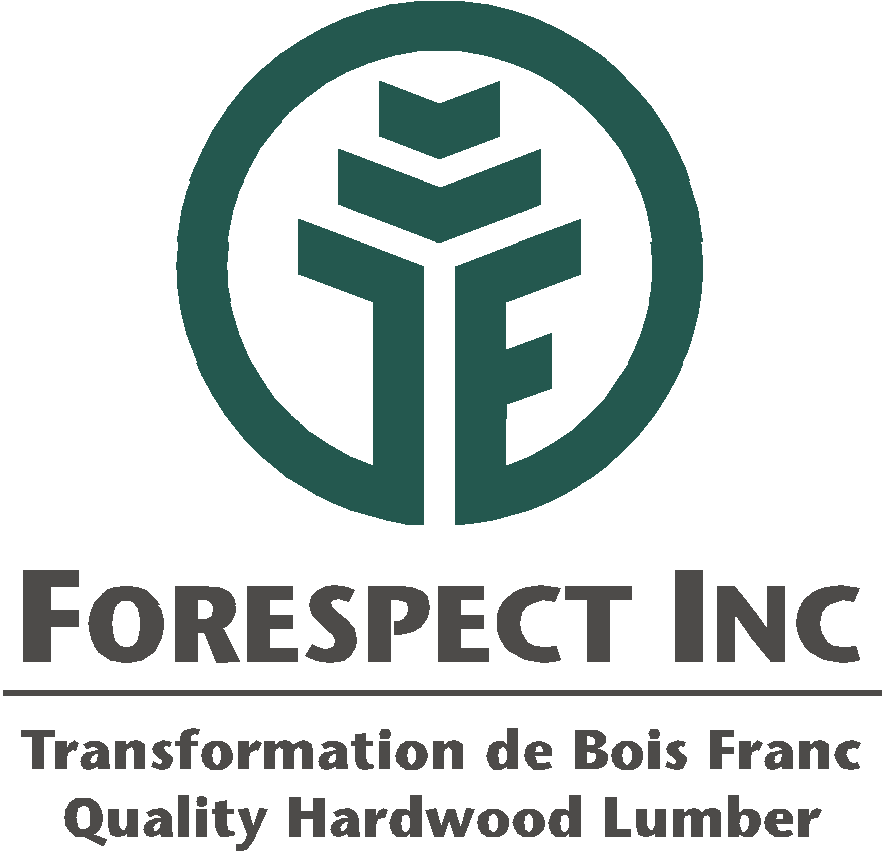 FORESPECT INC
Transformation de Bois Franc
Quality Hardwood Lumber